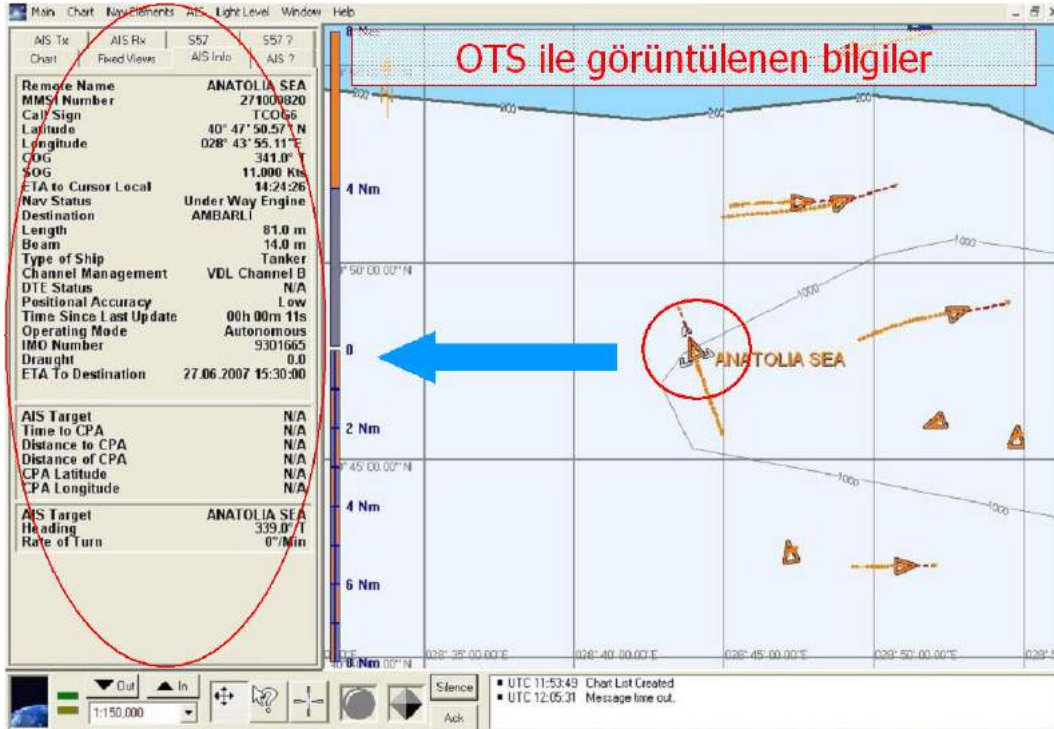 Main Chart Nav Elements AIS Light Level Window Help
OTS ile görüntülenen bilgiler
AIS Tx AIS Rx S57 S57 ?
Chart Fixed Views AIS Info AIS ?
Remote Name ANATOLIA SEA
MMSI Number 271000820
Call Sign TCOG6
Latitude 40° 47' 50.57" N
Longitude 028° 43' 55.11" E
COG 341.0° T
SOG 11.000 Kts
ETA to Cursor Local 14:24:26
Nav Status Under Way Engine
Destination AMBARLI
Length 81.0 m
Beam 14.0 m
Type of Ship Tanker
Channel Management VDL Channel B
DTE Status N/A
Positional Accuracy Low
Time Since Last Update 00h 00m 11s
Operating Mode Autonomous
IMO Number 9301665
Draught 0.0
ETA To Destination 27.06.2007 15:30:00
AIS Target N/A
Time to CPA N/A
Distance to CPA N/A
Distance of CPA N/A
CPA Latitude N/A
CPA Longitude N/A
AIS Target ANATOLIA SEA
Heading 339.0° T
Rate of Turn 0°/Min
8 Nm
4 Nm
0
2 Nm
4 Nm
6 Nm
8 Nm
200
200
200
200
1000
1000
1000
1000
1000
50'00.00"N
ANATOLIA SEA
45'00.00"N
028°35'00.00"E
028°40'00.00"E
028°45'00.00"E
028°50'00.00"E
Out In
1:150,000
Silence
Ack
UTC 11:53:49 Chart List Created
UTC 12:05:31 Message time out.